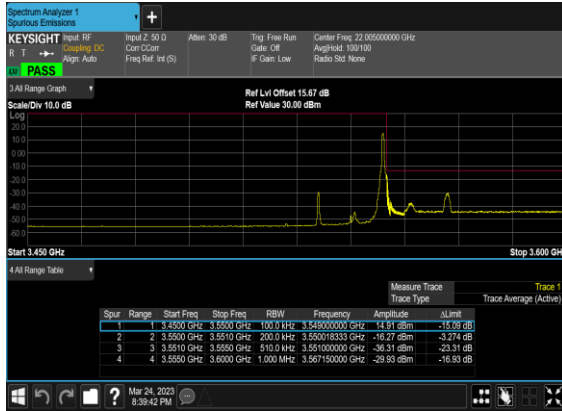 Spectrum Analyzer 1
Spurious Emissions
+
KEYSIGHT Input: RF Input Z: 50 Ω Atten: 30 dB Trig: Free Run Center Freq: 22.005000000 GHz
R T Coupling: DC Corr CCorr Gate: Off Avg|Hold: 100/100
Align: Auto Freq Ref: Int (S) IF Gain: Low Radio Std: None
PASS
3 All Range Graph Ref Lvl Offset 15.67 dB
Scale/Div 10.0 dB Ref Value 30.00 dBm
Log
20.0
10.0
0.00
-10.0
-20.0
-30.0
-40.0
-50.0
-60.0
Start 3.450 GHz Stop 3.600 GH
4 All Range Table
Measure Trace Trace 1
Trace Type Trace Average (Active)
Spur Range Start Freq Stop Freq RBW Frequency Amplitude ΔLimit
1 1 3.4500 GHz 3.5500 GHz 100.0 kHz 3.549000000 GHz 14.91 dBm -15.09 dB
2 2 3.5500 GHz 3.5510 GHz 200.0 kHz 3.550018333 GHz -16.27 dBm -3.274 dB
3 3 3.5510 GHz 3.5550 GHz 510.0 kHz 3.551000000 GHz -36.31 dBm -23.31 dB
4 4 3.5550 GHz 3.6000 GHz 1.000 MHz 3.567150000 GHz -29.93 dBm -16.93 dB
? Mar 24, 2023
8:39:42 PM